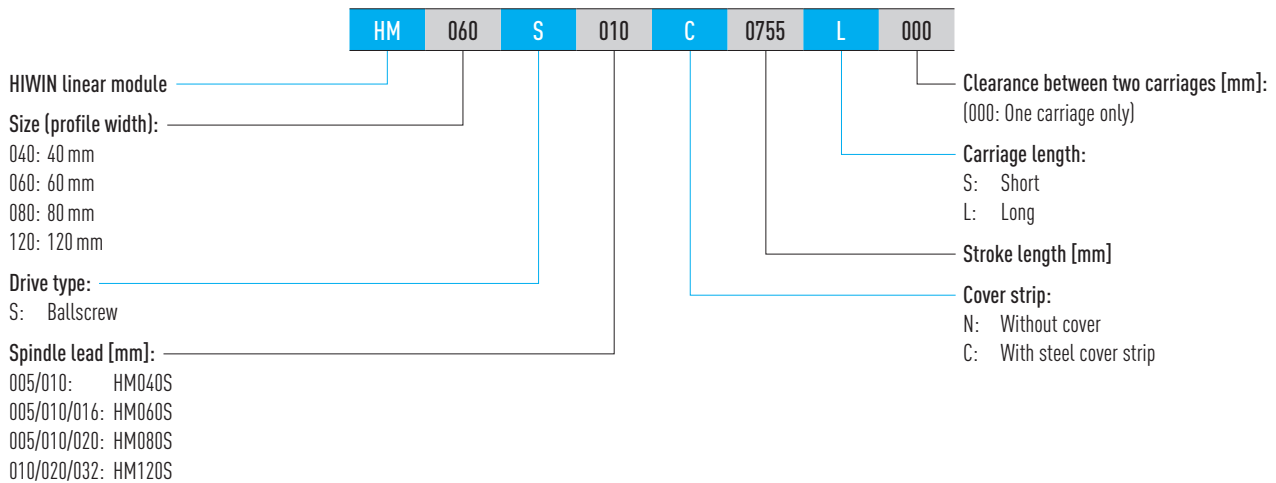 HM 060 S 010 C 0755 L 000
HIWIN linear module
Size (profile width):
040: 40 mm
060: 60 mm
080: 80 mm
120: 120 mm
Drive type:
S: Ballscrew
Spindle lead [mm]:
005/010: HM040S
005/010/016: HM060S
005/010/020: HM080S
010/020/032: HM120S
Clearance between two carriages [mm]:
(000: One carriage only)
Carriage length:
S: Short
L: Long
Stroke length [mm]
Cover strip:
N: Without cover
C: With steel cover strip